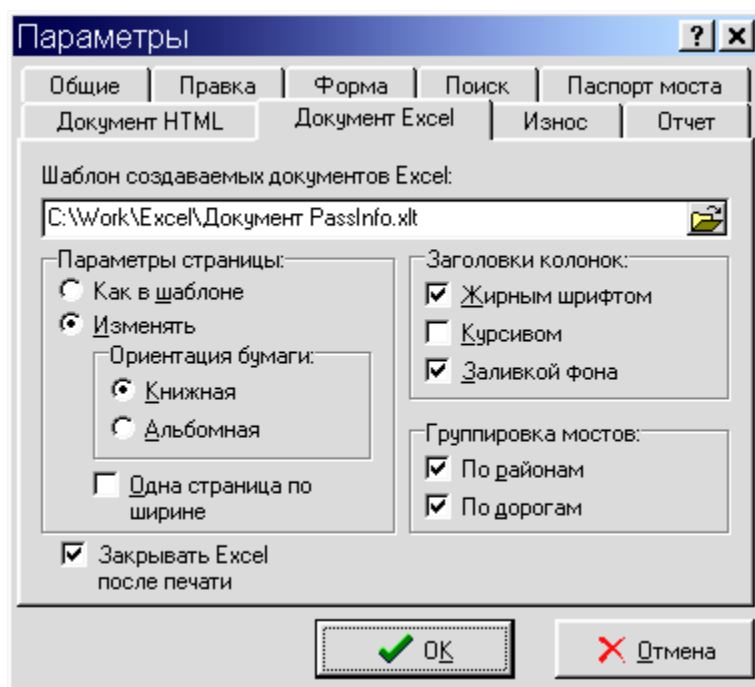 Параметры
Общие Правка Форма Поиск Паспорт моста
Документ HTML Документ Excel Износ Отчет
Шаблон создаваемых документов Excel:
C:\Work\Excel\Документ PassInfo.xlt
Параметры страницы:
Как в шаблоне
Изменять
Ориентация бумаги:
Книжная
Альбомная
Одна страница по
ширине
Закрывать Excel
после печати
Заголовки колонок:
Жирным шрифтом
Курсивом
Заливкой фона
Группировка мостов:
По районам
По дорогам
OK Отмена